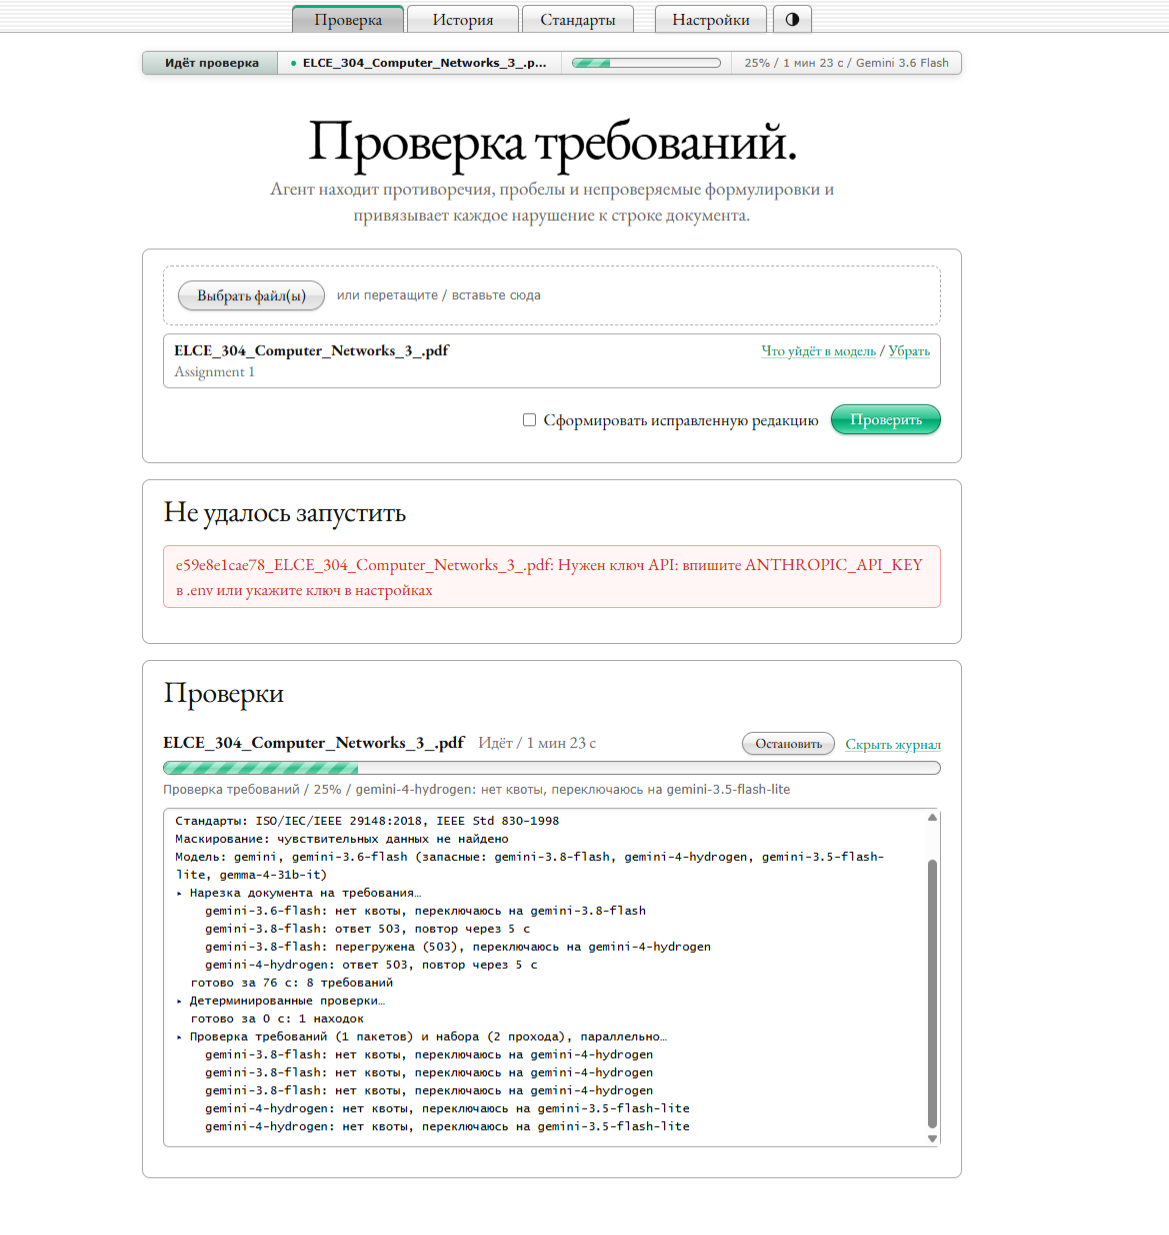 Проверка История Стандарты Настройки
Идёт проверка • ELCE_304_Computer_Networks_3_.p... 25% / 1 мин 23 с / Gemini 3.6 Flash
Проверка требований.
Агент находит противоречия, пробелы и непроверяемые формулировки и
привязывает каждое нарушение к строке документа.
Выбрать файл(ы) или перетащите / вставьте сюда
ELCE_304_Computer_Networks_3_.pdf Что уйдёт в модель / Убрать
Assignment 1
Сформировать исправленную редакцию Проверить
Не удалось запустить
e59e8e1cae78_ELCE_304_Computer_Networks_3_.pdf: Нужен ключ API: впишите ANTHROPIC_API_KEY
в .env или укажите ключ в настройках
Проверки
ELCE_304_Computer_Networks_3_.pdf Идёт / 1 мин 23 с Остановить Скрыть журнал
Проверка требований / 25% / gemini-4-hydrogen: нет квоты, переключаюсь на gemini-3.5-flash-lite
Стандарты: ISO/IEC/IEEE 29148:2018, IEEE Std 830-1998
Маскирование: чувствительных данных не найдено
Модель: gemini, gemini-3.6-flash (запасные: gemini-3.8-flash, gemini-4-hydrogen, gemini-3.5-flash-
lite, gemma-4-31b-it)
▸ Нарезка документа на требования…
gemini-3.6-flash: нет квоты, переключаюсь на gemini-3.8-flash
gemini-3.8-flash: ответ 503, повтор через 5 с
gemini-3.8-flash: перегружена (503), переключаюсь на gemini-4-hydrogen
gemini-4-hydrogen: ответ 503, повтор через 5 с
готово за 76 с: 8 требований
▸ Детерминированные проверки…
готово за 0 с: 1 находок
▸ Проверка требований (1 пакетов) и набора (2 прохода), параллельно…
gemini-3.8-flash: нет квоты, переключаюсь на gemini-4-hydrogen
gemini-3.8-flash: нет квоты, переключаюсь на gemini-4-hydrogen
gemini-3.8-flash: нет квоты, переключаюсь на gemini-4-hydrogen
gemini-4-hydrogen: нет квоты, переключаюсь на gemini-3.5-flash-lite
gemini-4-hydrogen: нет квоты, переключаюсь на gemini-3.5-flash-lite